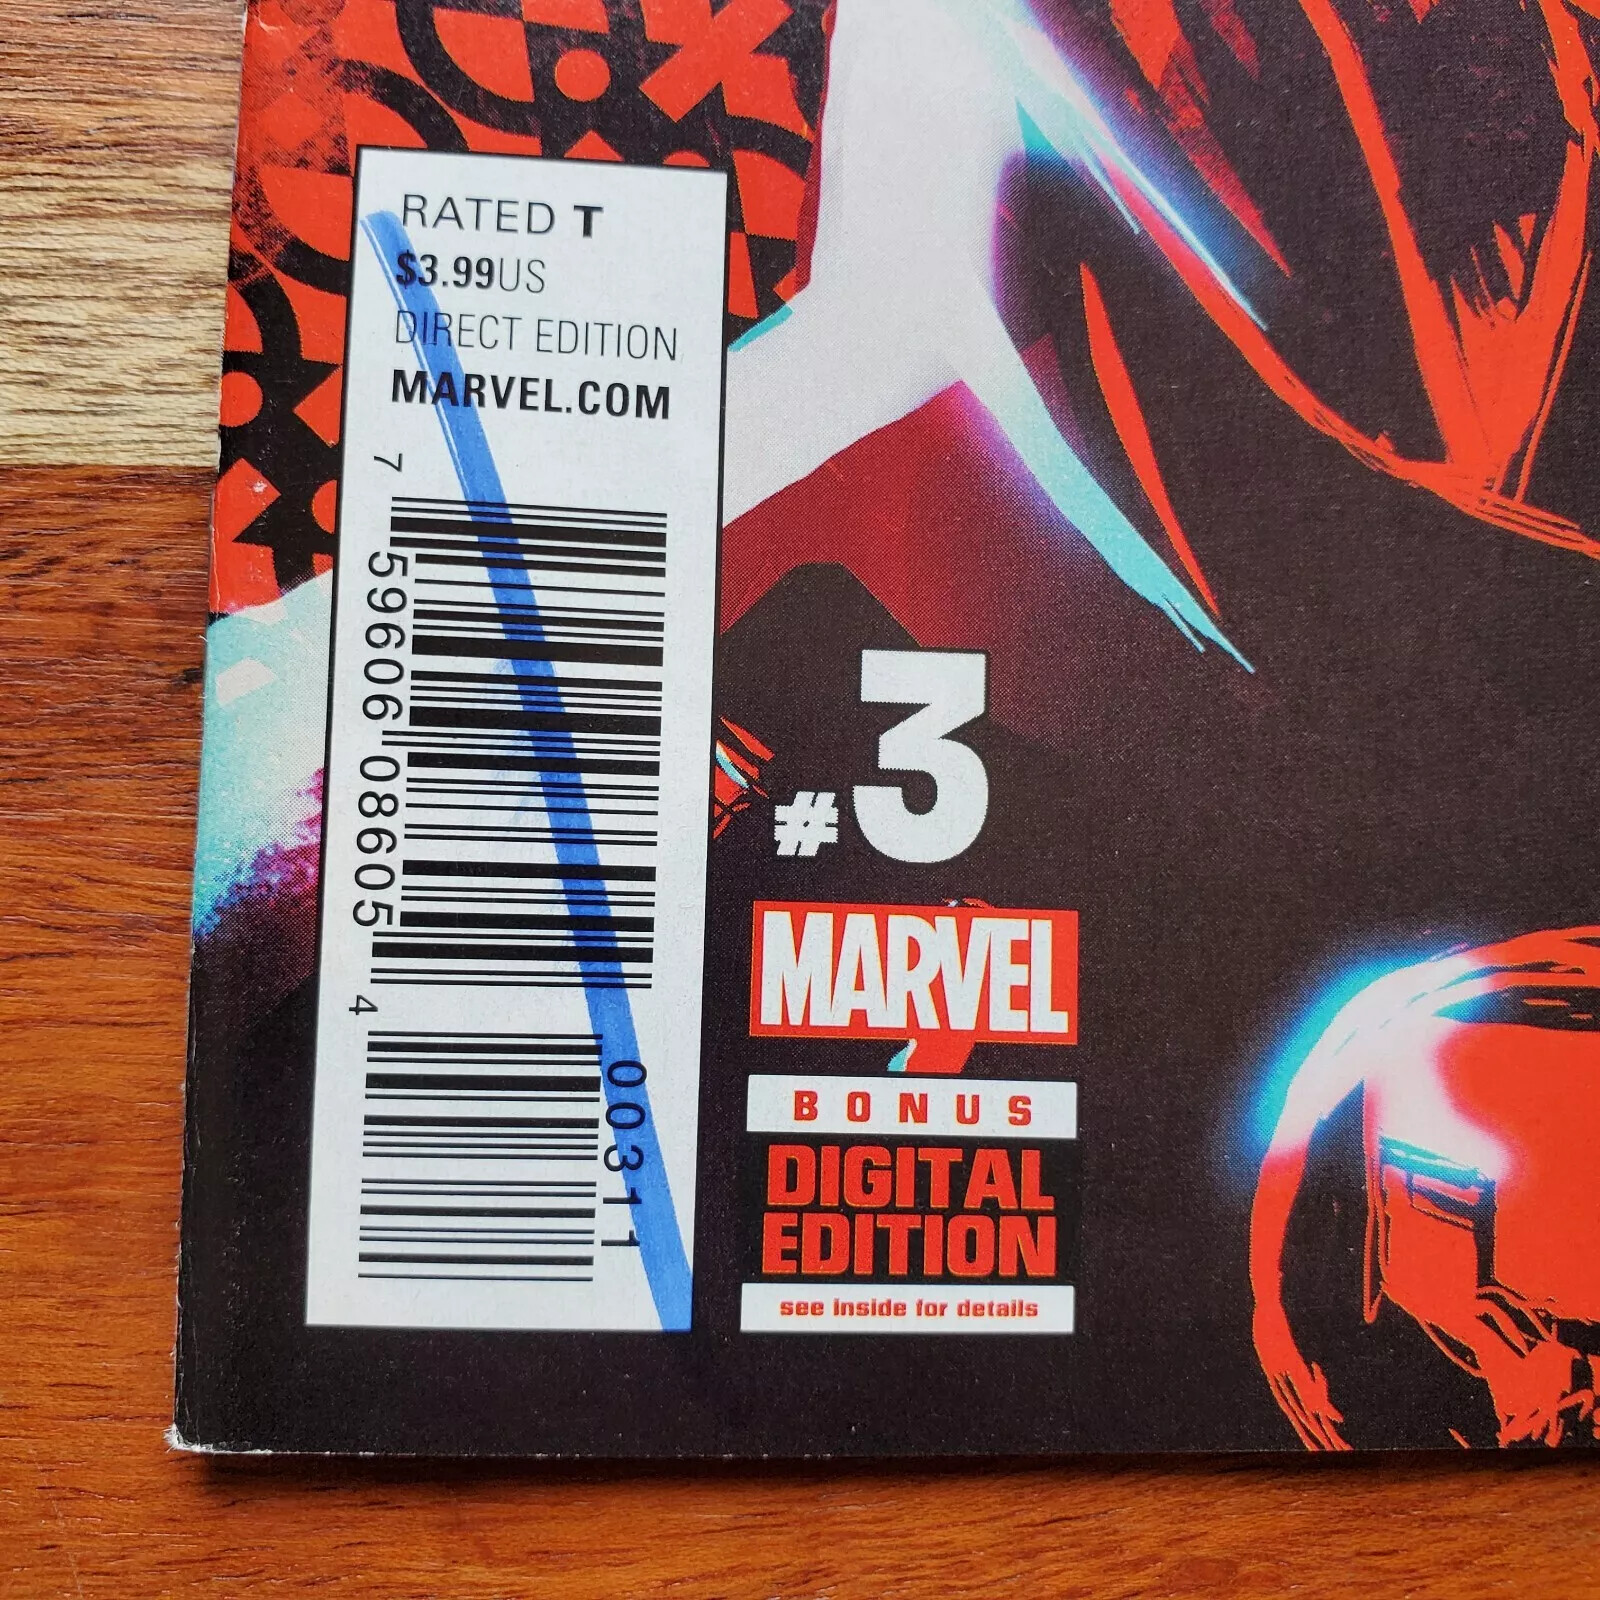 RATED T
$3.99US
DIRECT EDITION
MARVEL.COM
7 59606 08605 4
00311
#3
MARVEL
BONUS
DIGITAL
EDITION
see inside for details